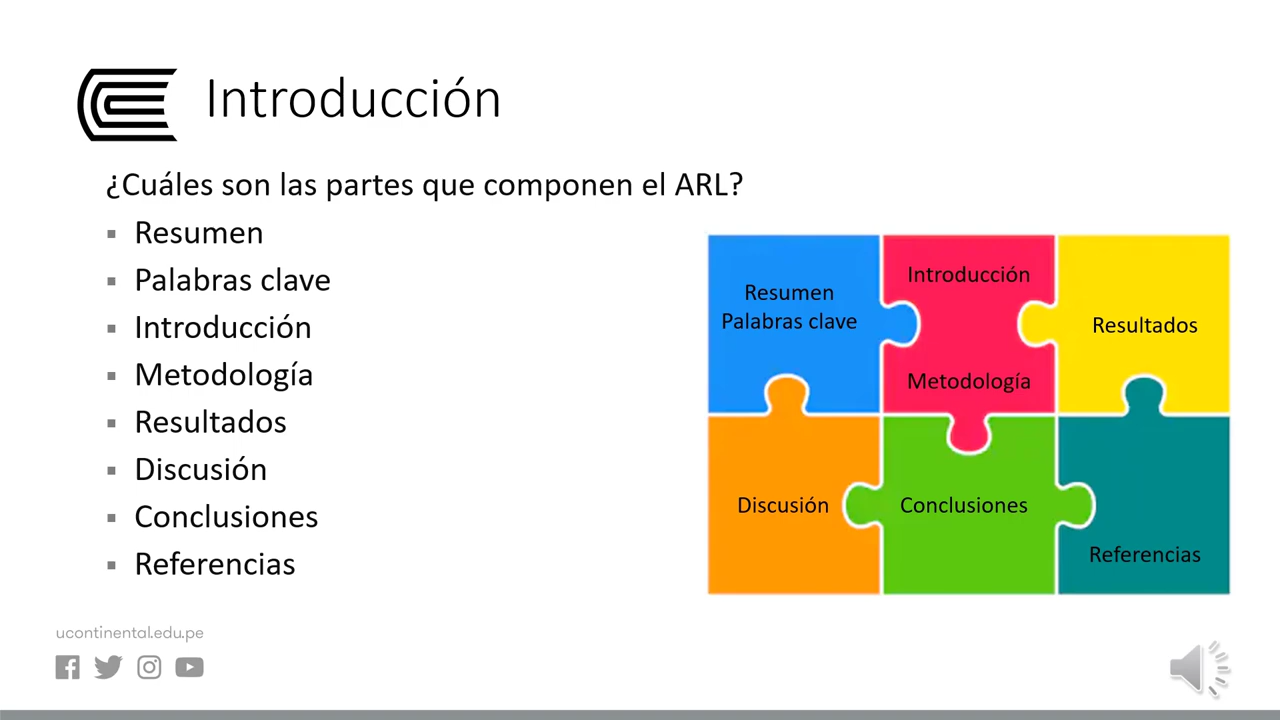 Introducción
¿Cuáles son las partes que componen el ARL?
Resumen
Palabras clave
Introducción
Metodología
Resultados
Discusión
Conclusiones
Referencias
Resumen
Palabras clave
Introducción
Metodología
Resultados
Discusión
Conclusiones
Referencias
ucontinental.edu.pe